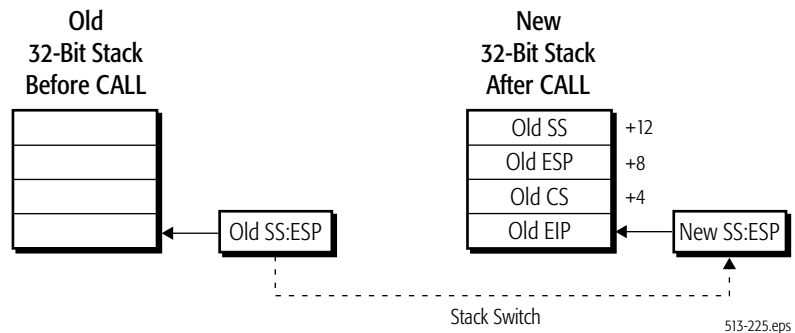 Old
32-Bit Stack
Before CALL
New
32-Bit Stack
After CALL
Old SS +12
Old ESP +8
Old CS +4
Old SS:ESP
Old EIP
New SS:ESP
Stack Switch
513-225.eps